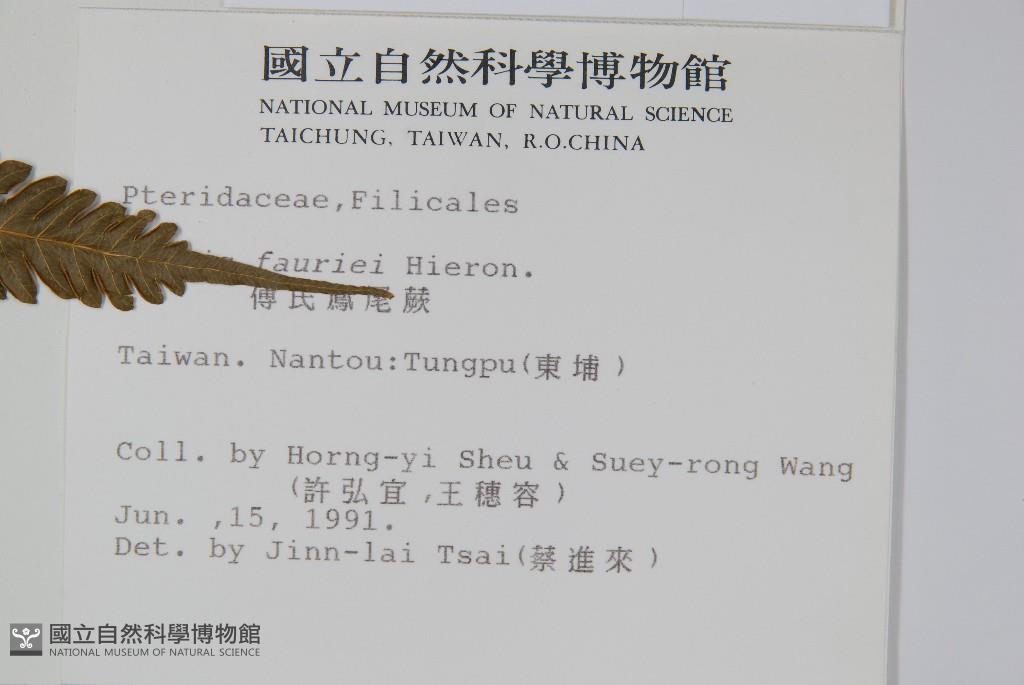 國立自然科學博物館
NATIONAL MUSEUM OF NATURAL SCIENCE
TAICHUNG, TAIWAN, R.O.CHINA
Pteridaceae,Filicales
fauriei Hieron.
傅氏鳳尾蕨
Taiwan. Nantou:Tungpu(東埔)
Coll. by Horng-yi Sheu & Suey-rong Wang
(許弘宜,王穗容)
Jun. ,15, 1991.
Det. by Jinn-lai Tsai(蔡進來)
國立自然科學博物館
NATIONAL MUSEUM OF NATURAL SCIENCE